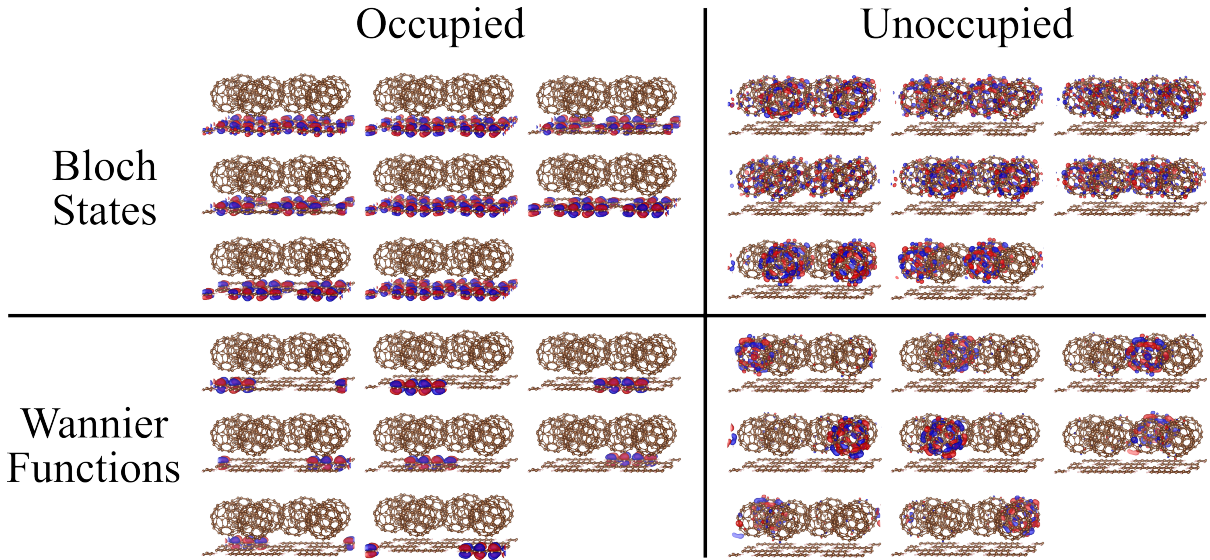 Occupied
Unoccupied
Bloch
States
Wannier
Functions